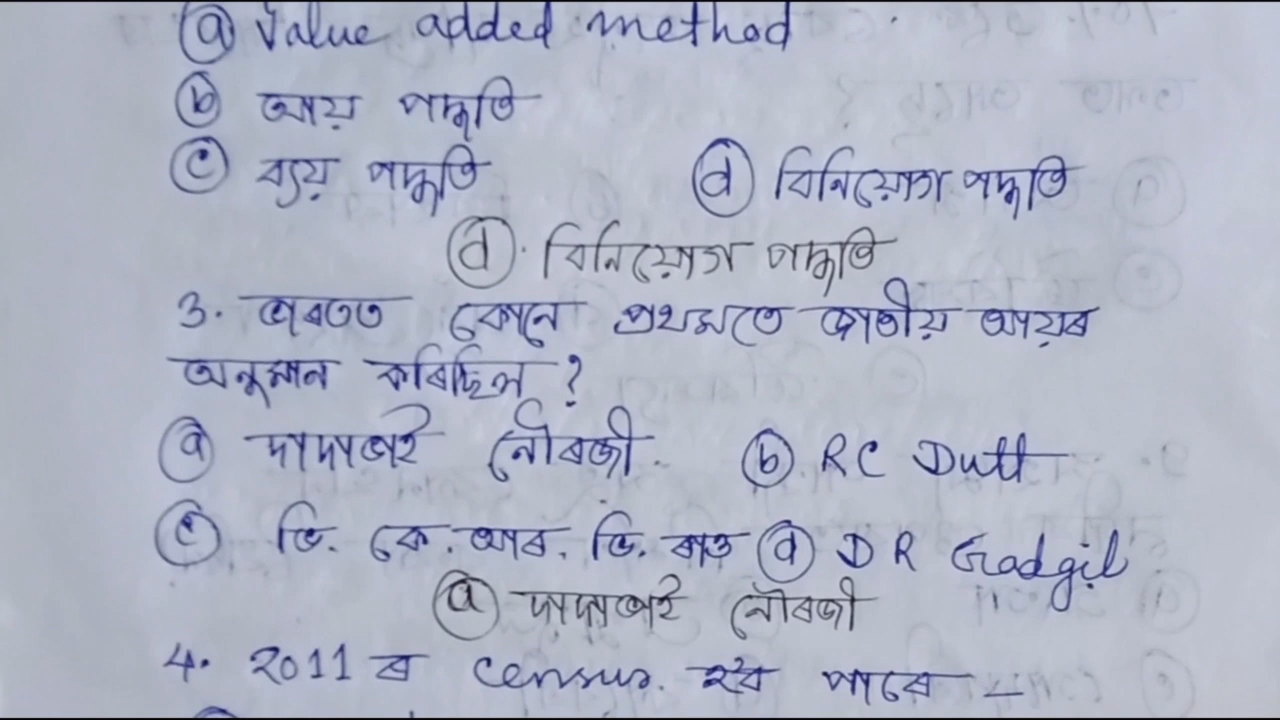 ⓐ Value added method
ⓑ আয় পদ্ধতি
ⓒ ব্যয় পদ্ধতি ⓓ বিনিয়োগ পদ্ধতি
ⓓ. বিনিয়োগ পদ্ধতি
3. ভাৰতত কোনে প্ৰথমতে জাতীয় আয়ৰ
অনুমান কৰিছিল ?
ⓐ দাদাভাই নৌৰজী. ⓑ RC Dutt
ⓒ ভি. কে. আৰ. ভি. ৰাও ⓓ D R Gadgil
ⓐ দাদাভাই নৌৰজী
4. 2011 ৰ census. হ'ব পাৰে –